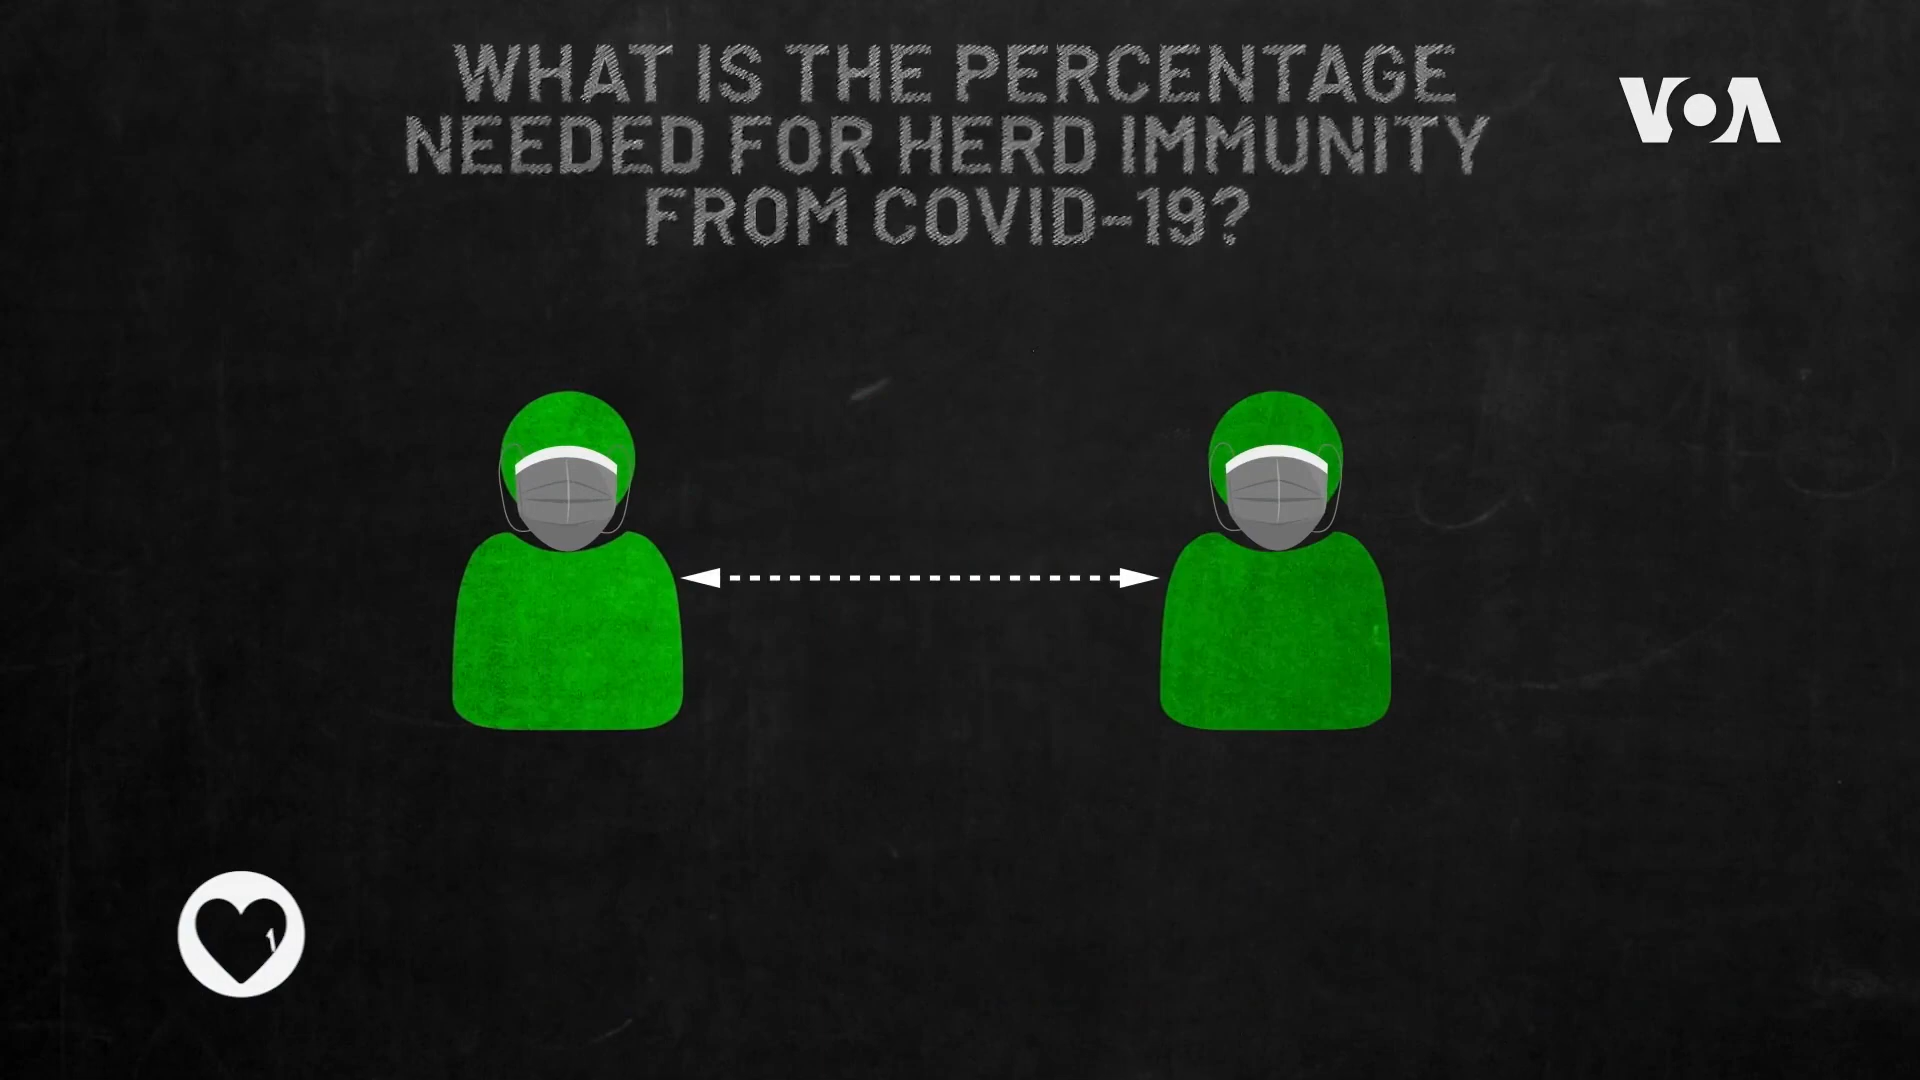 WHAT IS THE PERCENTAGE
NEEDED FOR HERD IMMUNITY
FROM COVID-19?
VOA